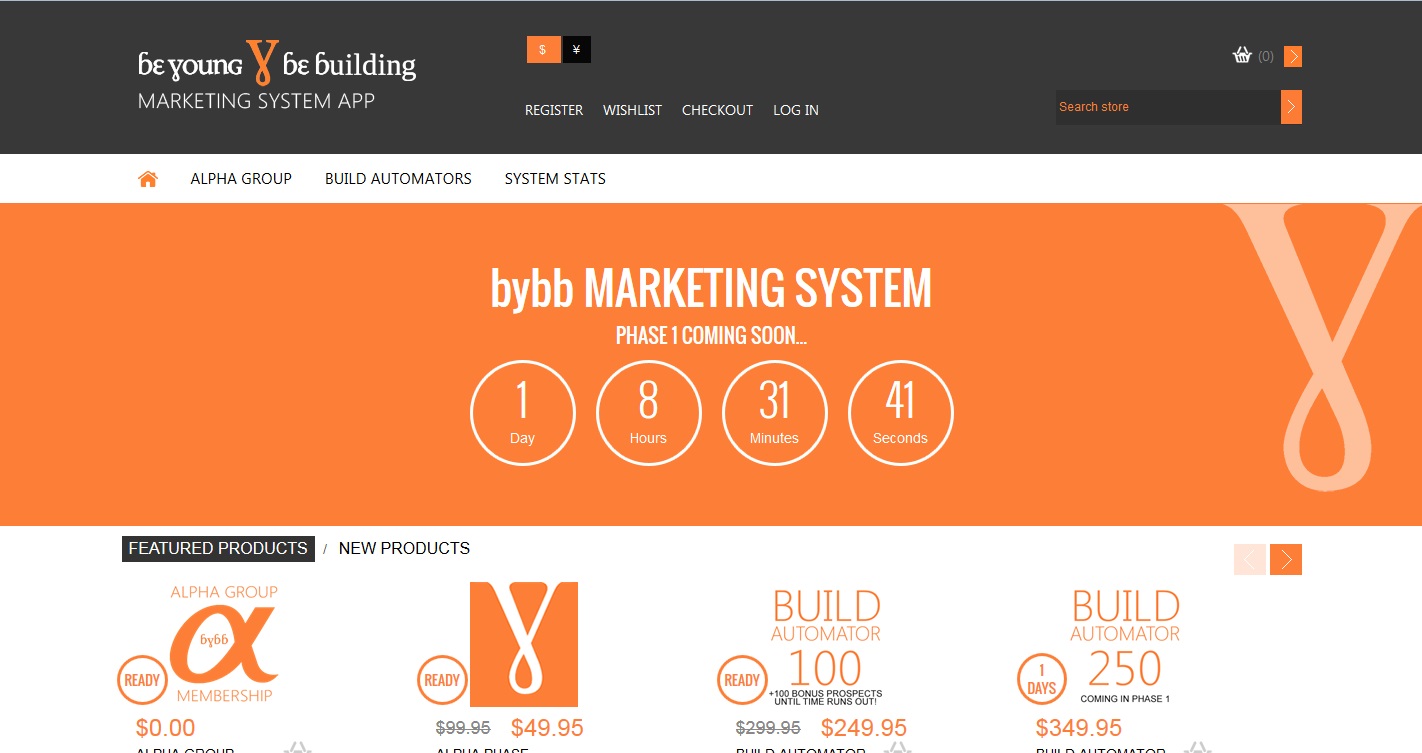 be young γ be building
MARKETING SYSTEM APP
$ ¥
(0)
REGISTER WISHLIST CHECKOUT LOG IN
Search store
ALPHA GROUP BUILD AUTOMATORS SYSTEM STATS
bybb MARKETING SYSTEM
PHASE 1 COMING SOON...
1 8 31 41
Day Hours Minutes Seconds
FEATURED PRODUCTS / NEW PRODUCTS
ALPHA GROUP
bybb
MEMBERSHIP
READY
$0.00
ALPHA GROUP
READY
$99.95 $49.95
ALPHA PHASE
BUILD
AUTOMATOR
100
+100 BONUS PROSPECTS
UNTIL TIME RUNS OUT!
READY
$299.95 $249.95
BUILD AUTOMATOR
BUILD
AUTOMATOR
250
COMING IN PHASE 1
1
DAYS
$349.95
BUILD AUTOMATOR